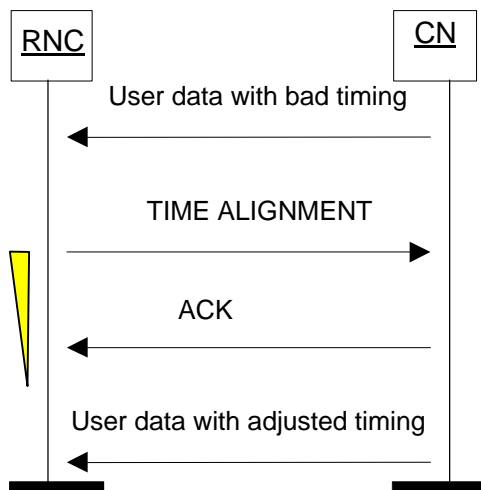 RNC
CN
User data with bad timing
TIME ALIGNMENT
ACK
User data with adjusted timing